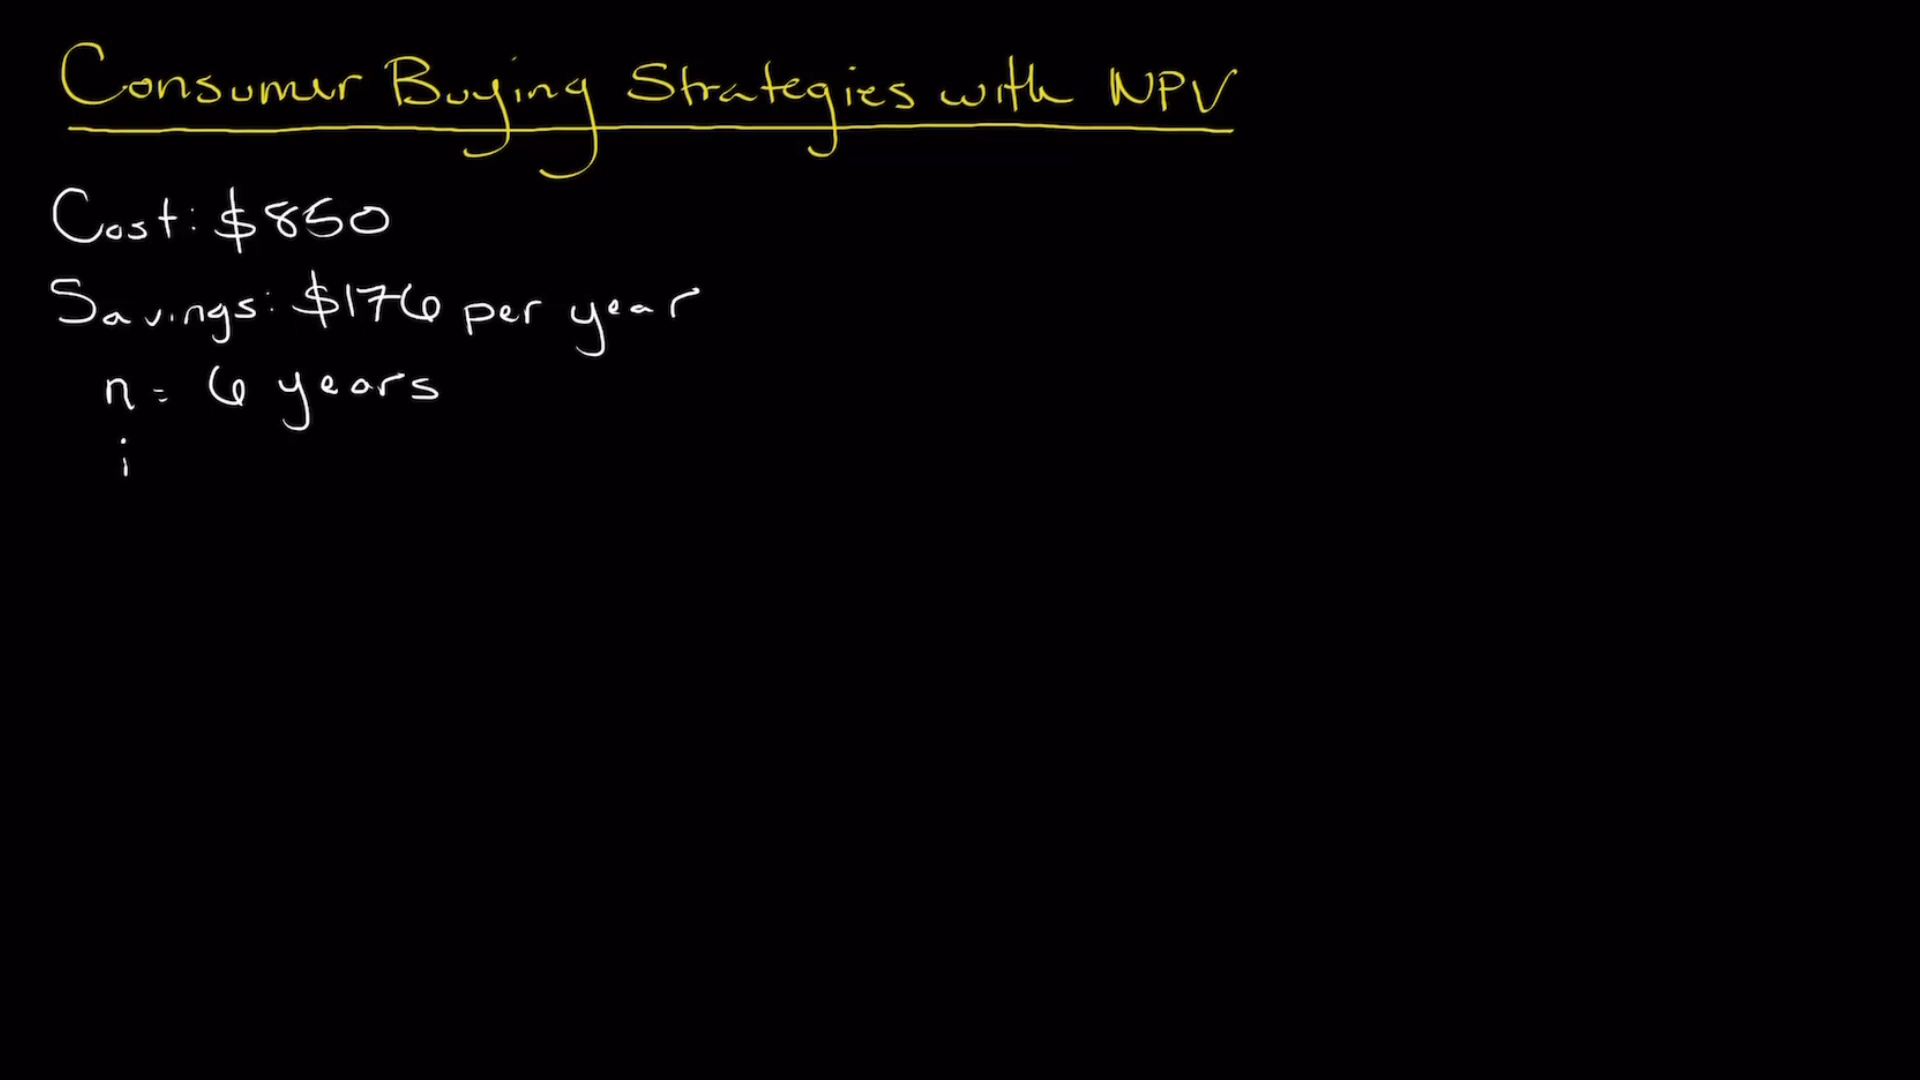 Consumer Buying Strategies with NPV
Cost: $850
Savings: $176 per year
n = 6 years
i